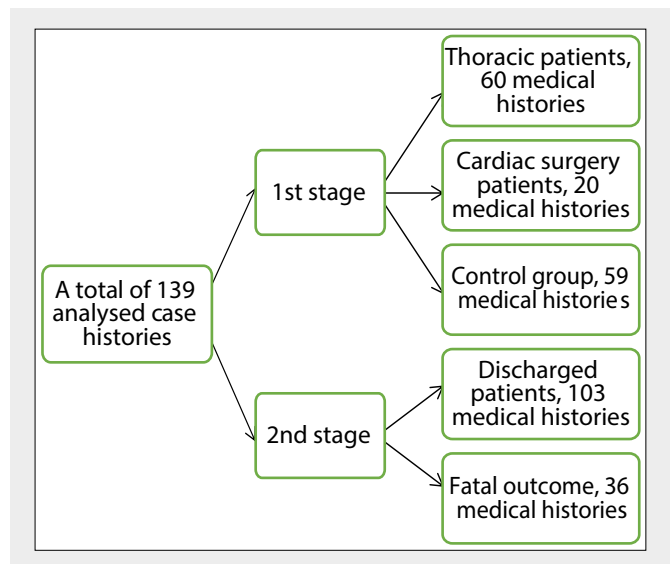 Thoracic patients,
60 medical
histories
1st stage
Cardiac surgery
patients, 20
medical histories
Control group, 59
medical histories
A total of 139
analysed case
histories
Discharged
patients, 103
medical histories
2nd stage
Fatal outcome, 36
medical histories